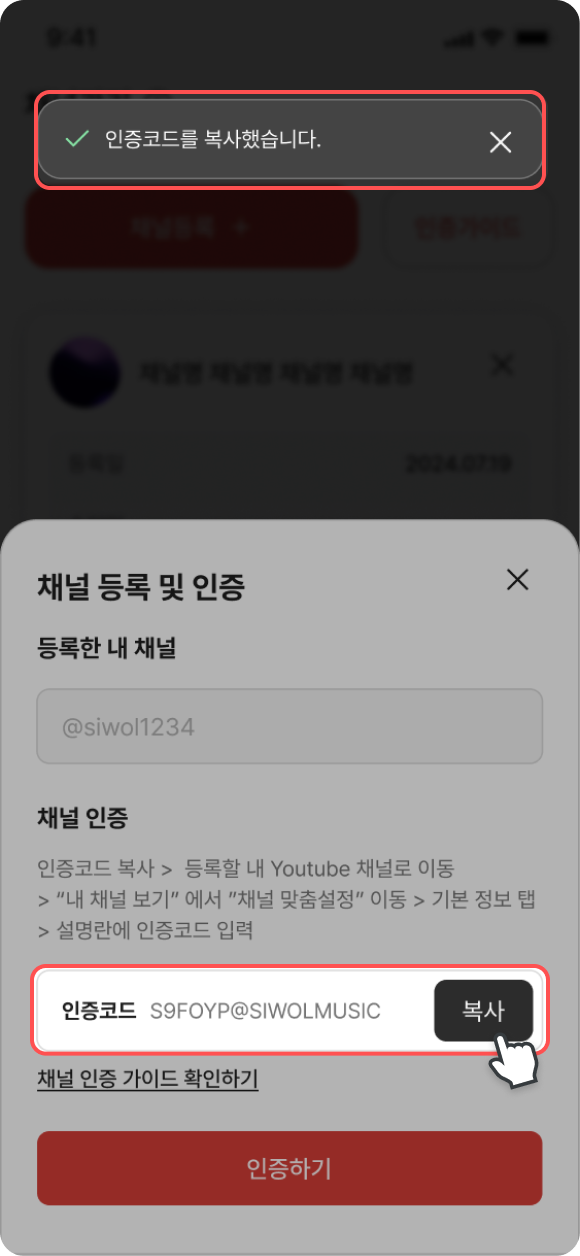 9:41
인증코드를 복사했습니다.
채널등록 +
인증가이드
채널명 채널명 채널명 채널명
등록일
2024.07.19
채널 등록 및 인증
등록한 내 채널
@siwol1234
채널 인증
인증코드 복사 > 등록할 내 Youtube 채널로 이동
> “내 채널 보기” 에서 ”채널 맞춤설정” 이동 > 기본 정보 탭
> 설명란에 인증코드 입력
인증코드 S9FOYP@SIWOLMUSIC 복사
채널 인증 가이드 확인하기
인증하기